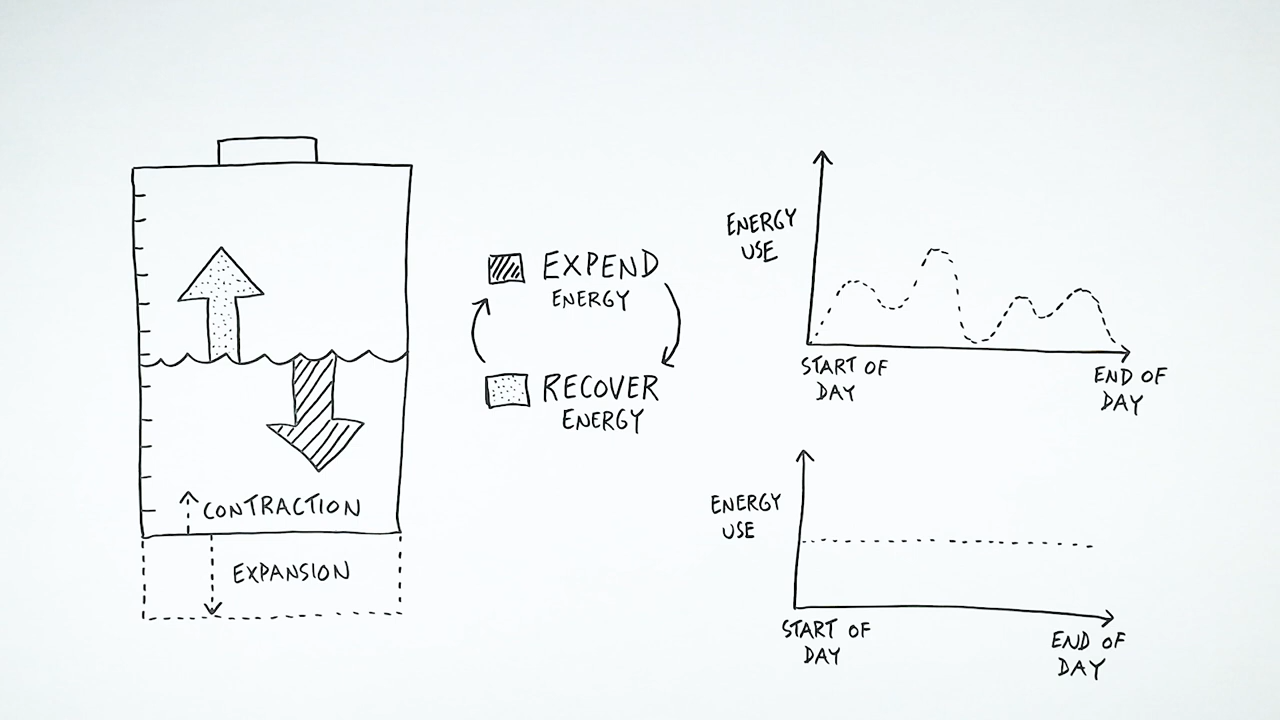 CONTRACTION
EXPANSION
EXPEND
ENERGY
RECOVER
ENERGY
ENERGY
USE
START OF
DAY
END OF
DAY
ENERGY
USE
START OF
DAY
END OF
DAY